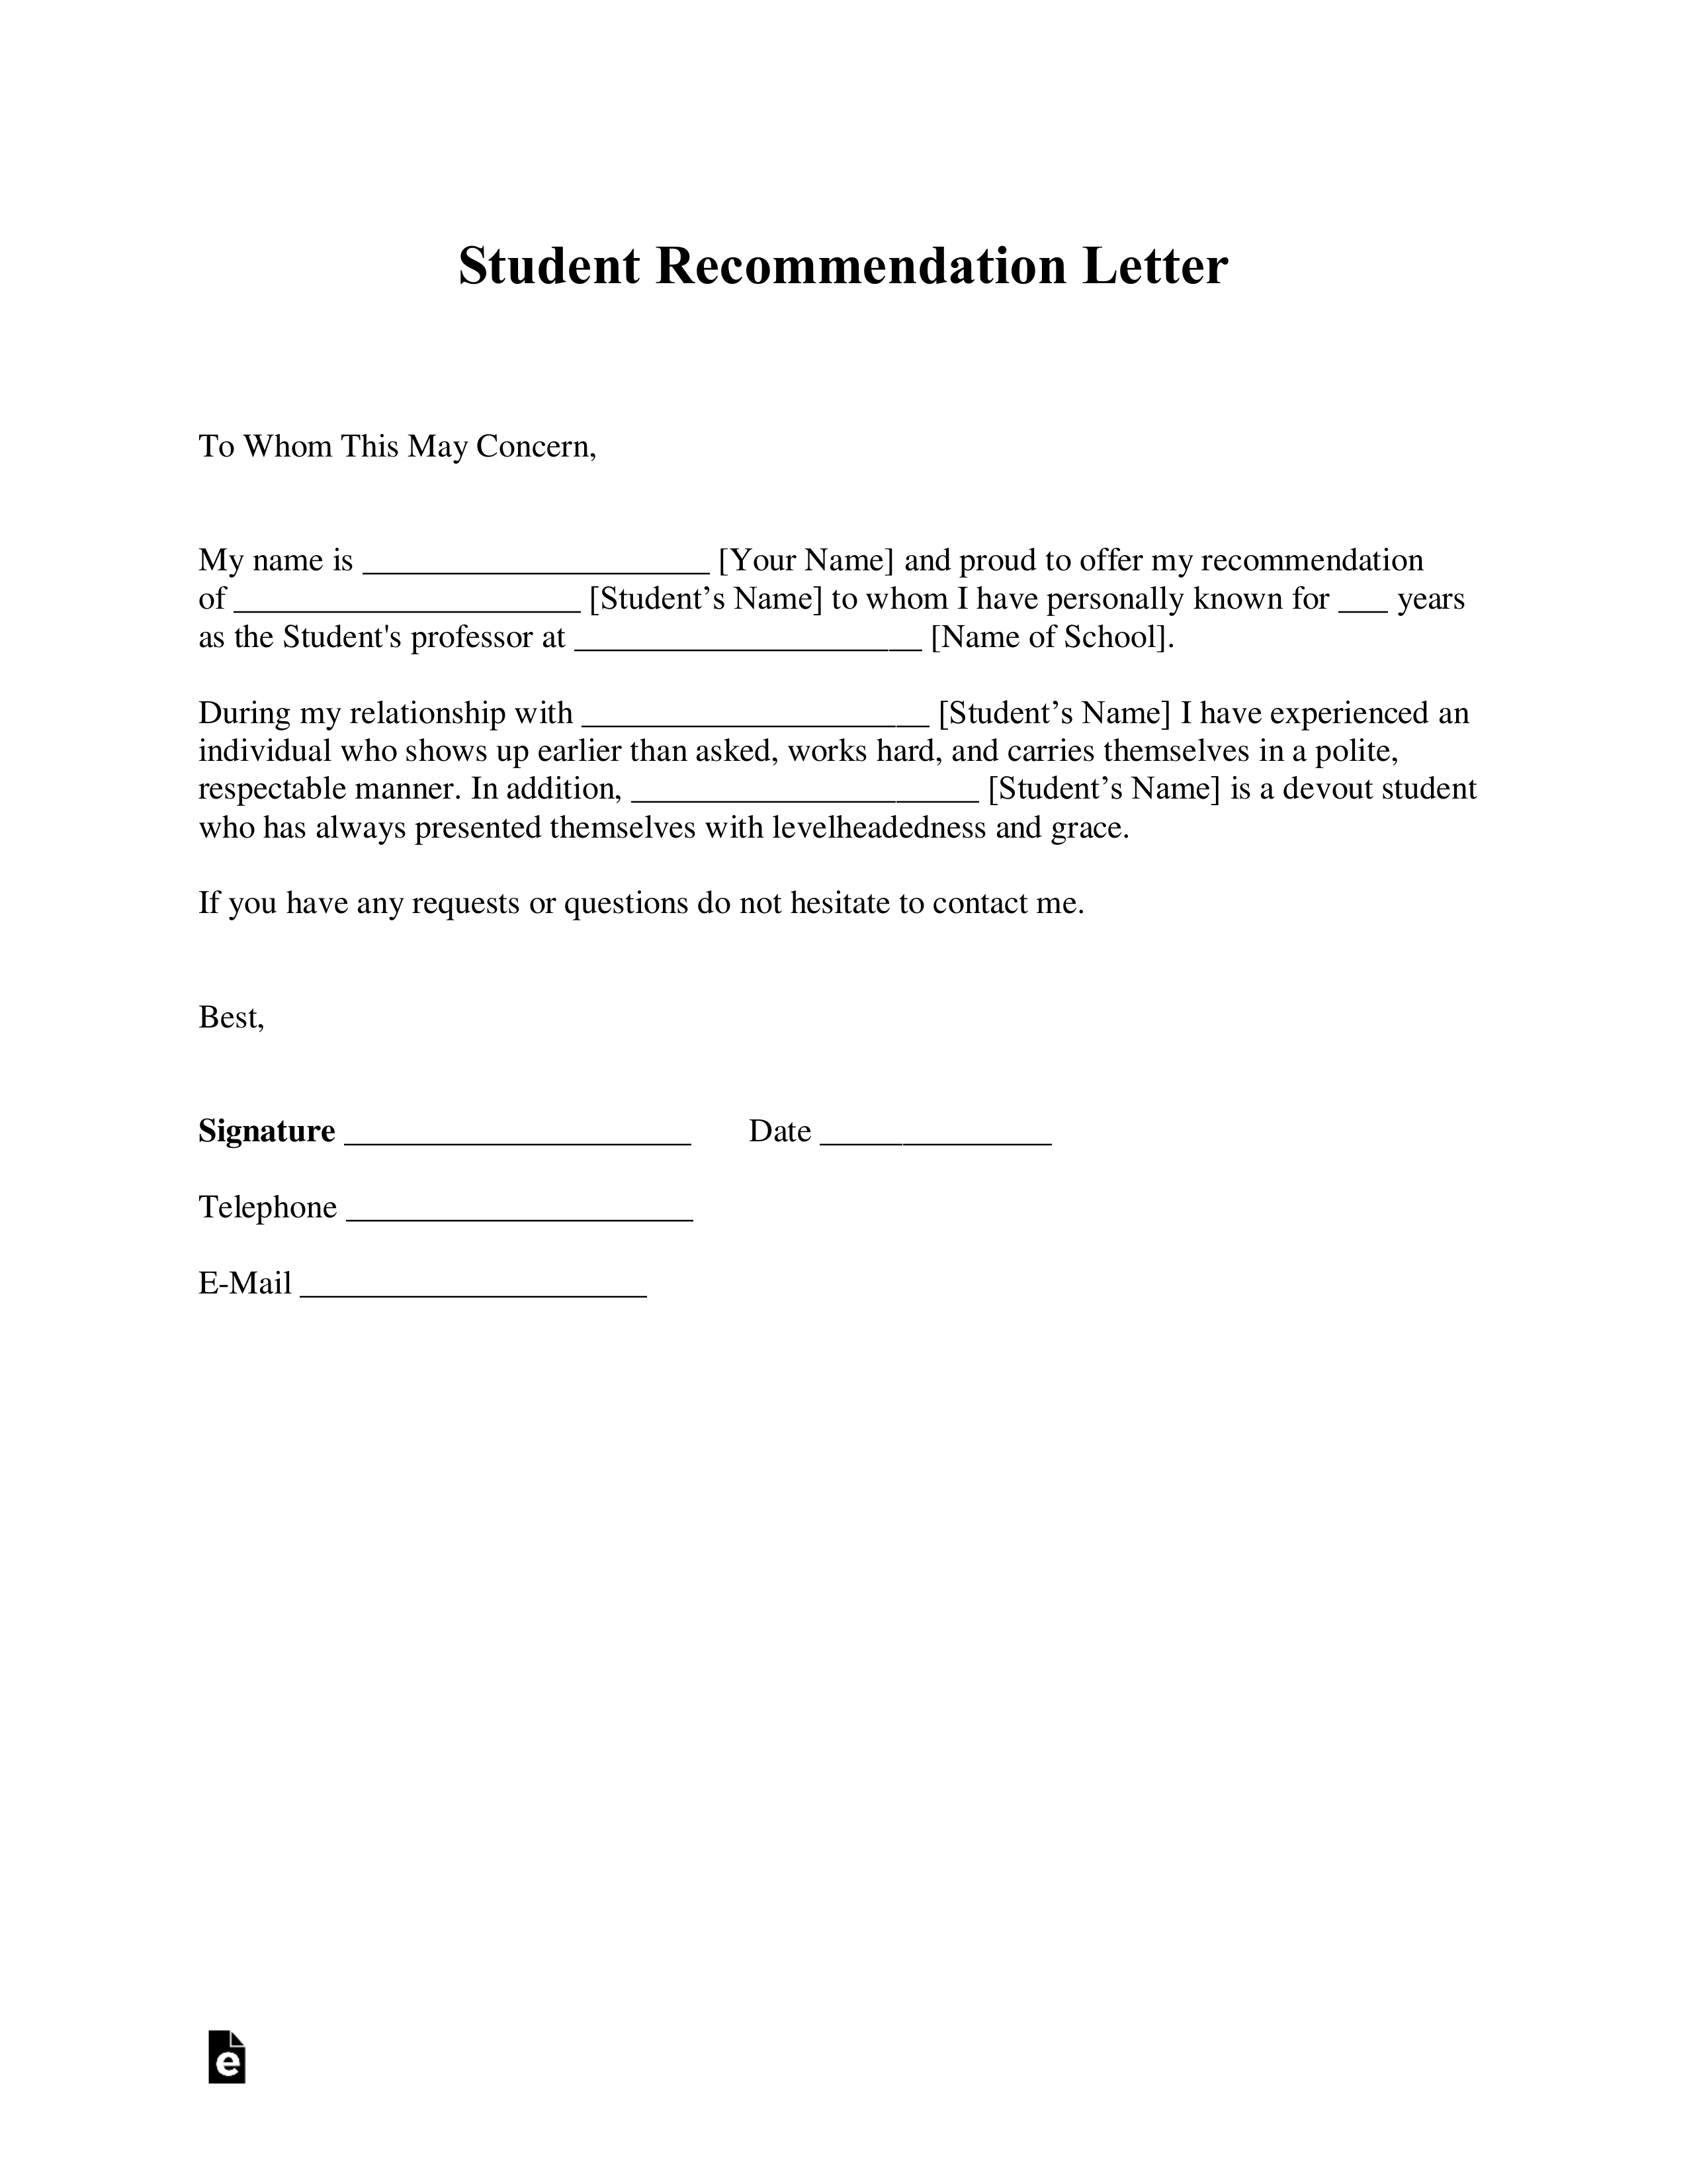 Student Recommendation Letter
To Whom This May Concern,
My name is _____________________ [Your Name] and proud to offer my recommendation
of _____________________ [Student’s Name] to whom I have personally known for ___ years
as the Student's professor at _____________________ [Name of School].
During my relationship with _____________________ [Student’s Name] I have experienced an
individual who shows up earlier than asked, works hard, and carries themselves in a polite,
respectable manner. In addition, _____________________ [Student’s Name] is a devout student
who has always presented themselves with levelheadedness and grace.
If you have any requests or questions do not hesitate to contact me.
Best,
Signature _____________________ Date ______________
Telephone _____________________
E-Mail _____________________
e